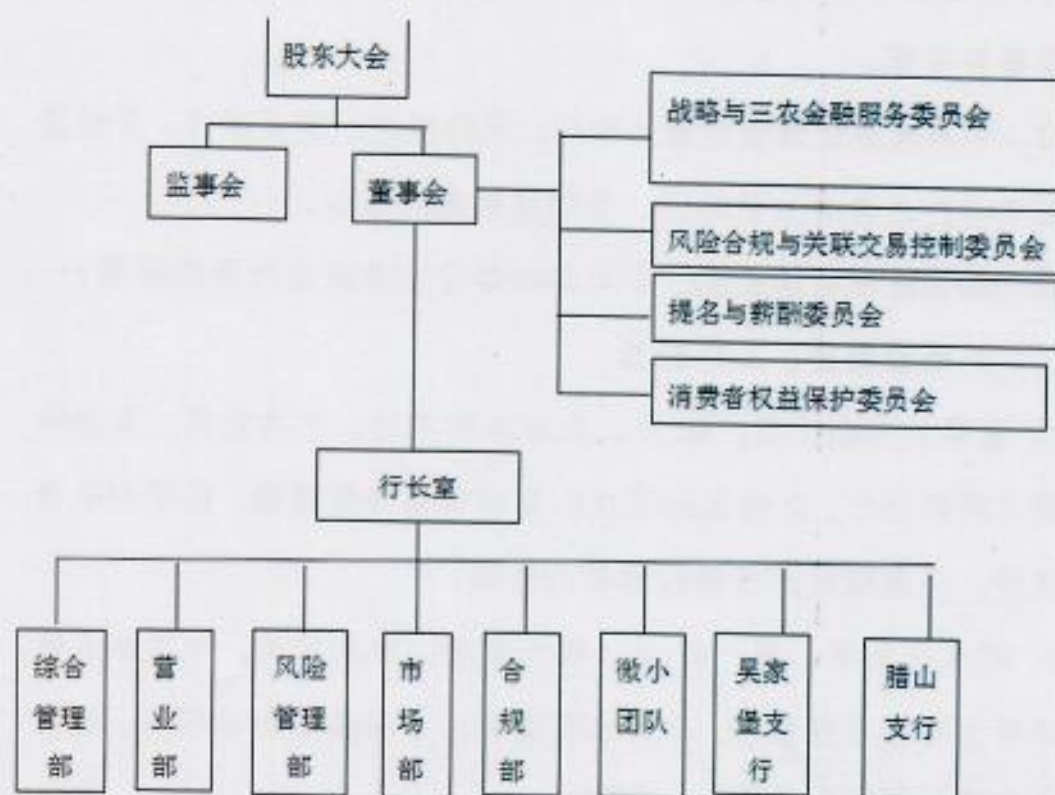 股东大会
监事会
董事会
战略与三农金融服务委员会
风险合规与关联交易控制委员会
提名与薪酬委员会
消费者权益保护委员会
行长室
综合
管理
部
营
业
部
风险
管理
部
市
场
部
合
规
部
微小
团队
吴家
堡支
行
腊山
支行